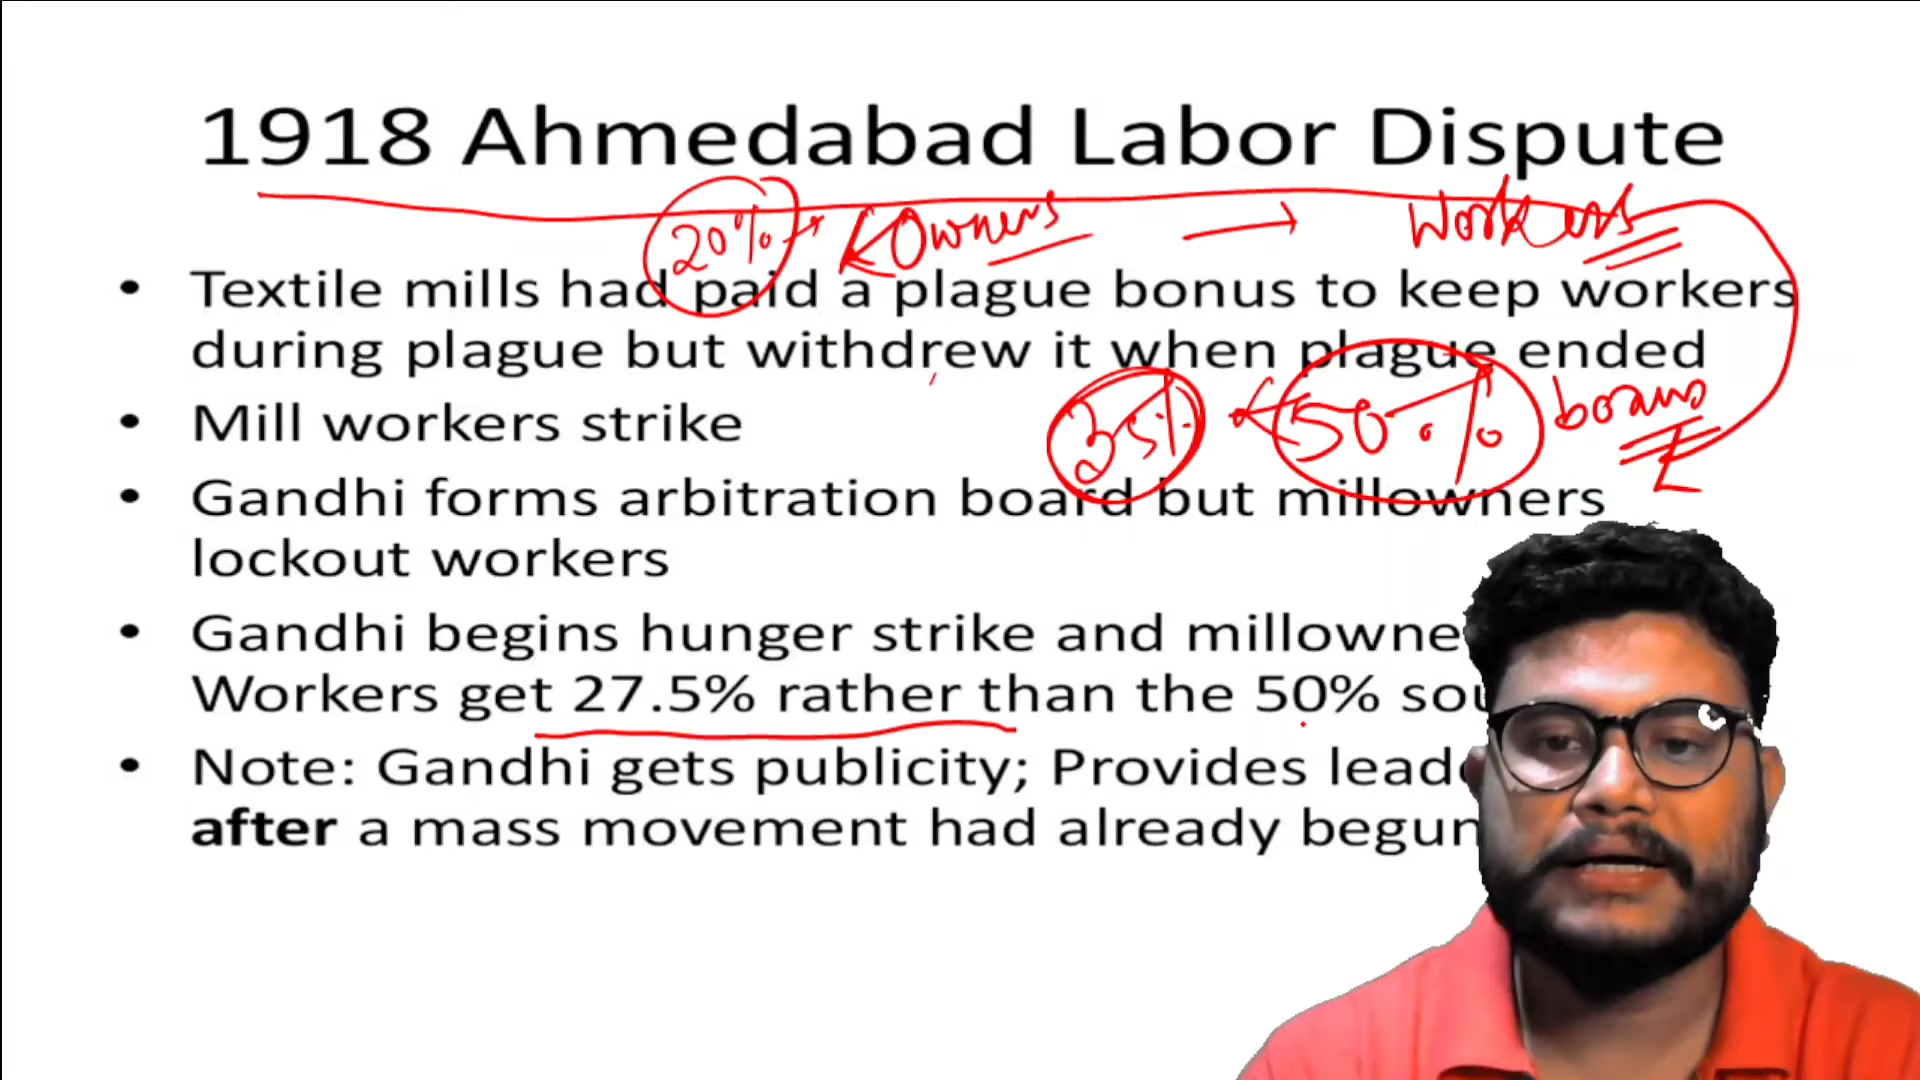 1918 Ahmedabad Labor Dispute
20% Owners → Workers
• Textile mills had paid a plague bonus to keep workers
during plague but withdrew it when plague ended
35% 50%
• Mill workers strike
• Gandhi forms arbitration board but millowners
lockout workers
• Gandhi begins hunger strike and millowne
Workers get 27.5% rather than the 50% sou
• Note: Gandhi gets publicity; Provides lead
after a mass movement had already begun